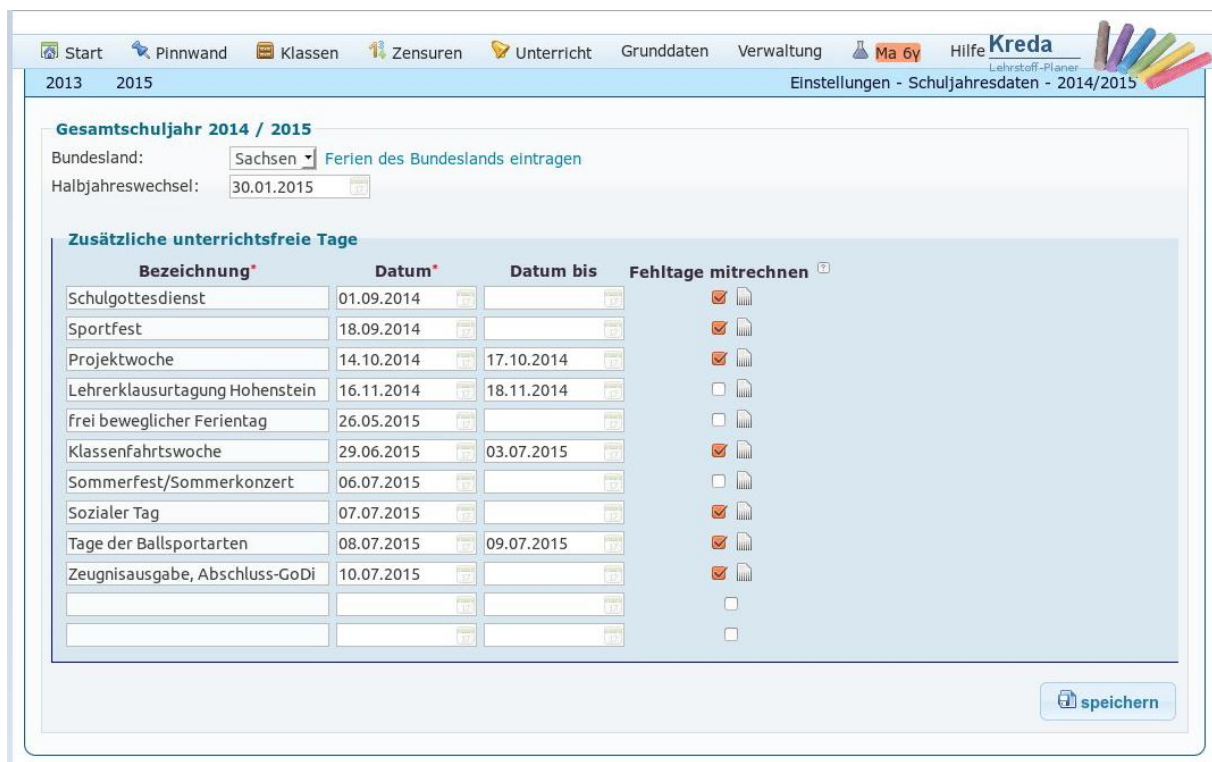 Start Pinnwand Klassen Zensuren Unterricht Grunddaten Verwaltung Ma 6γ Hilfe Kreda
Lehrstoff-Planer
2013 2015 Einstellungen - Schuljahresdaten - 2014/2015
Gesamtschuljahr 2014 / 2015
Bundesland: Sachsen Ferien des Bundeslands eintragen
Halbjahreswechsel: 30.01.2015
Zusätzliche unterrichtsfreie Tage
Bezeichnung* Datum* Datum bis Fehltage mitrechnen ?
Schulgottesdienst 01.09.2014
Sportfest 18.09.2014
Projektwoche 14.10.2014 17.10.2014
Lehrerklausurtagung Hohenstein 16.11.2014 18.11.2014
frei beweglicher Ferientag 26.05.2015
Klassenfahrtswoche 29.06.2015 03.07.2015
Sommerfest/Sommerkonzert 06.07.2015
Sozialer Tag 07.07.2015
Tage der Ballsportarten 08.07.2015 09.07.2015
Zeugnisausgabe, Abschluss-GoDi 10.07.2015
speichern